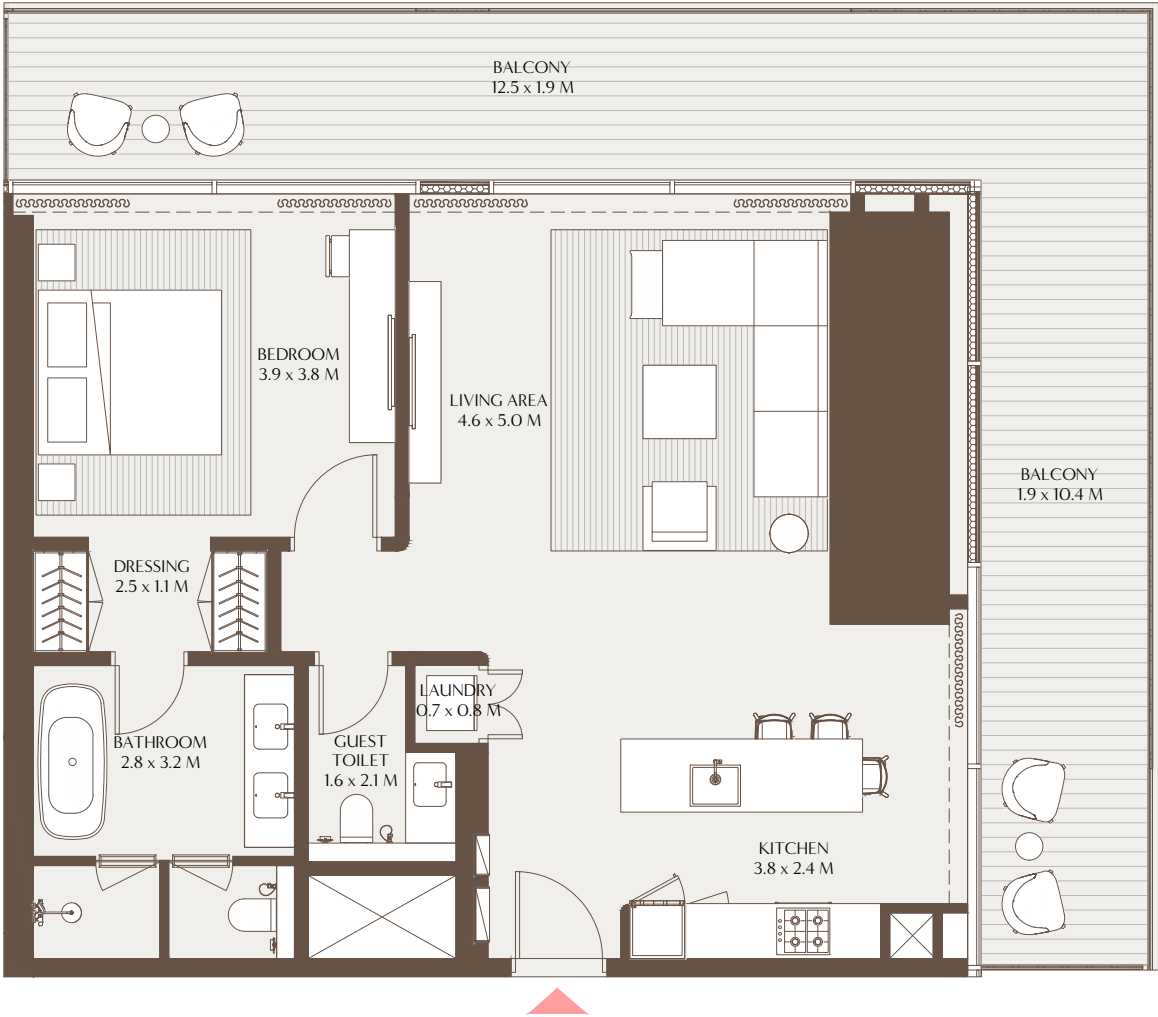 BALCONY
12.5 x 1.9 M
BEDROOM
3.9 x 3.8 M
LIVING AREA
4.6 x 5.0 M
BALCONY
1.9 x 10.4 M
DRESSING
2.5 x 1.1 M
LAUNDRY
0.7 x 0.8 M
BATHROOM
2.8 x 3.2 M
GUEST
TOILET
1.6 x 2.1 M
KITCHEN
3.8 x 2.4 M